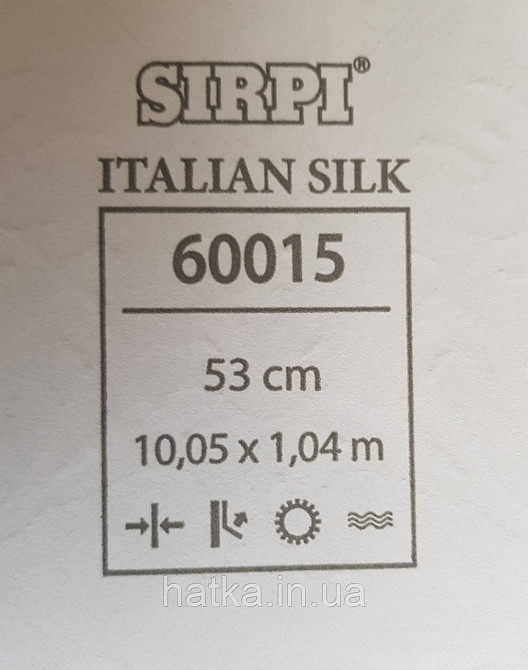 SIRPI®
ITALIAN SILK
60015
53 cm
10,05 x 1,04 m
hatka.in.ua